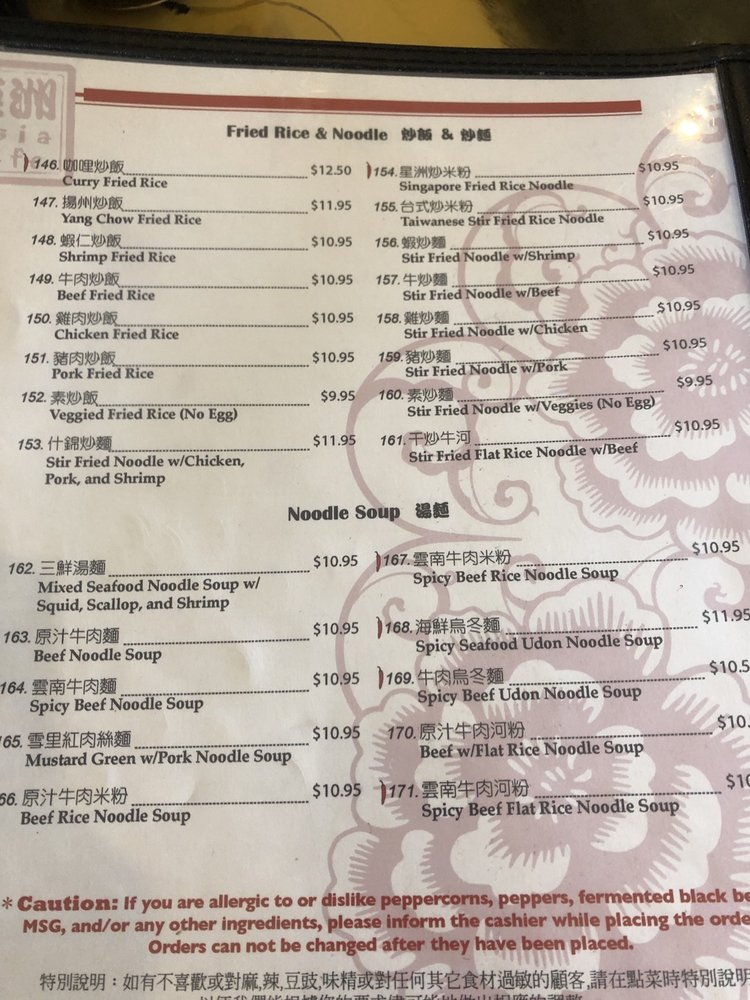 sia
Fried Rice & Noodle 炒飯 & 炒麵
146. 咖哩炒飯 $12.50
Curry Fried Rice
147. 揚州炒飯 $11.95
Yang Chow Fried Rice
148. 蝦仁炒飯 $10.95
Shrimp Fried Rice
149. 牛肉炒飯 $10.95
Beef Fried Rice
150. 雞肉炒飯 $10.95
Chicken Fried Rice
151. 豬肉炒飯 $10.95
Pork Fried Rice
152. 素炒飯 $9.95
Veggied Fried Rice (No Egg)
153. 什錦炒麵 $11.95
Stir Fried Noodle w/Chicken,
Pork, and Shrimp
154. 星洲炒米粉 $10.95
Singapore Fried Rice Noodle
155. 台式炒米粉 $10.95
Taiwanese Stir Fried Rice Noodle
156. 蝦炒麵 $10.95
Stir Fried Noodle w/Shrimp
157. 牛炒麵 $10.95
Stir Fried Noodle w/Beef
158. 雞炒麵 $10.95
Stir Fried Noodle w/Chicken
159. 豬炒麵 $10.95
Stir Fried Noodle w/Pork
160. 素炒麵 $9.95
Stir Fried Noodle w/Veggies (No Egg)
161. 干炒牛河 $10.95
Stir Fried Flat Rice Noodle w/Beef
Noodle Soup 湯麵
162. 三鮮湯麵 $10.95
Mixed Seafood Noodle Soup w/
Squid, Scallop, and Shrimp
163. 原汁牛肉麵 $10.95
Beef Noodle Soup
164. 雲南牛肉麵 $10.95
Spicy Beef Noodle Soup
65. 雪里紅肉絲麵 $10.95
Mustard Green w/Pork Noodle Soup
66. 原汁牛肉米粉 $10.95
Beef Rice Noodle Soup
167. 雲南牛肉米粉 $10.95
Spicy Beef Rice Noodle Soup
168. 海鮮烏冬麵 $11.95
Spicy Seafood Udon Noodle Soup
169. 牛肉烏冬麵 $10.5
Spicy Beef Udon Noodle Soup
170. 原汁牛肉河粉 $10.
Beef w/Flat Rice Noodle Soup
171. 雲南牛肉河粉 $10
Spicy Beef Flat Rice Noodle Soup
* Caution: If you are allergic to or dislike peppercorns, peppers, fermented black be
MSG, and/or any other ingredients, please inform the cashier while placing the orde
Orders can not be changed after they have been placed.
特別說明：如有不喜歡或對麻,辣,豆豉,味精或對任何其它食材過敏的顧客,請在點菜時特別說明